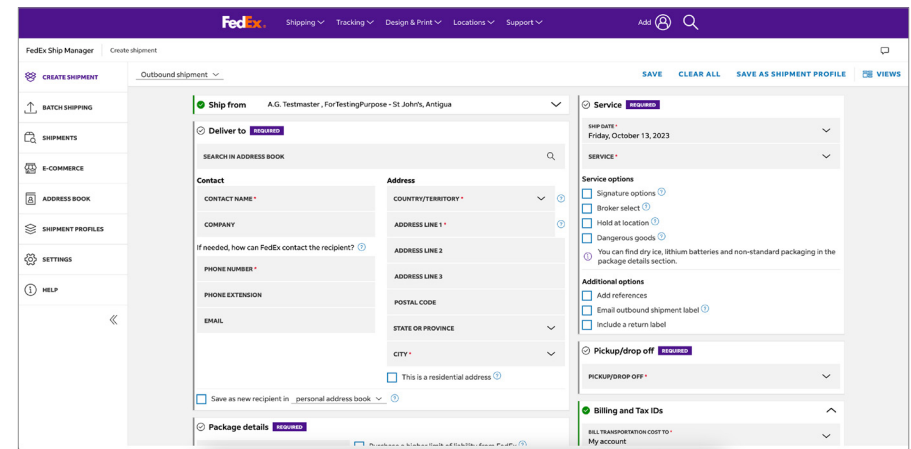 FedEx. Shipping Tracking Design & Print Locations Support Add
FedEx Ship Manager Create shipment
CREATE SHIPMENT
BATCH SHIPPING
SHIPMENTS
E-COMMERCE
ADDRESS BOOK
SHIPMENT PROFILES
SETTINGS
HELP
Outbound shipment SAVE CLEAR ALL SAVE AS SHIPMENT PROFILE VIEWS
Ship from A.G. Testmaster , ForTestingPurpose - St John's, Antigua
Deliver to REQUIRED
SEARCH IN ADDRESS BOOK
Contact
CONTACT NAME *
COMPANY
If needed, how can FedEx contact the recipient?
PHONE NUMBER *
PHONE EXTENSION
EMAIL
Address
COUNTRY/TERRITORY *
ADDRESS LINE 1 *
ADDRESS LINE 2
ADDRESS LINE 3
POSTAL CODE
STATE OR PROVINCE
CITY *
This is a residential address
Save as new recipient in personal address book
Package details REQUIRED
Purchase a higher limit of liability from FedEx
Service REQUIRED
SHIP DATE *
Friday, October 13, 2023
SERVICE *
Service options
Signature options
Broker select
Hold at location
Dangerous goods
You can find dry ice, lithium batteries and non-standard packaging in the
package details section.
Additional options
Add references
Email outbound shipment label
Include a return label
Pickup/drop off REQUIRED
PICKUP/DROP OFF *
Billing and Tax IDs
BILL TRANSPORTATION COST TO *
My account